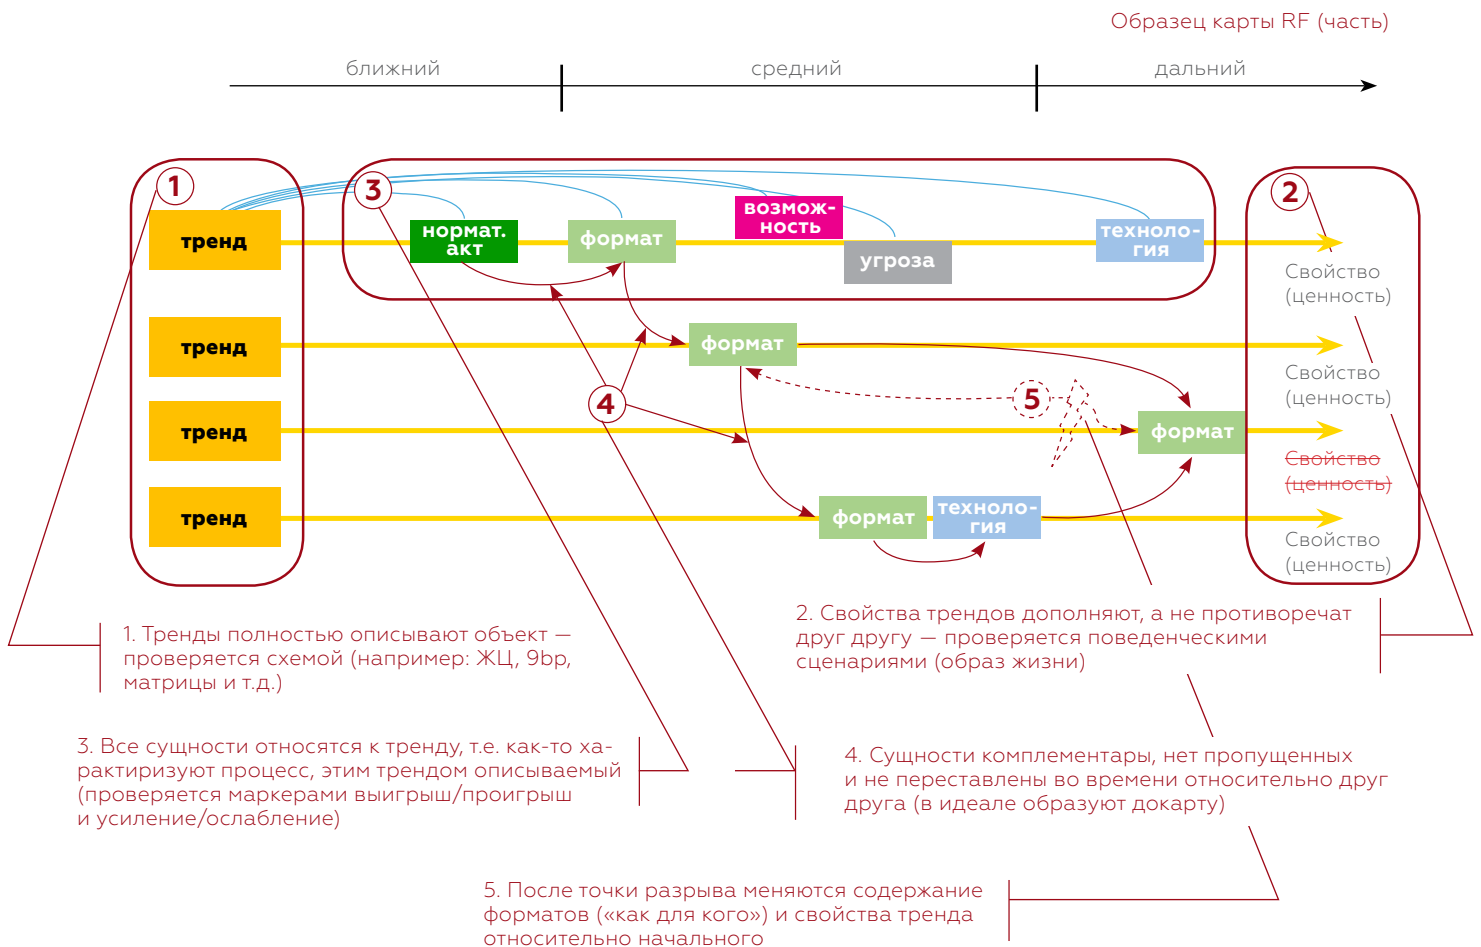 Образец карты RF (часть)
ближний
средний
дальний
1
3
2
тренд
нормат.
акт
формат
возмож-
ность
угроза
техноло-
гия
Свойство
(ценность)
тренд
формат
Свойство
(ценность)
4
5
тренд
формат
Свойство
(ценность)
тренд
формат
техноло-
гия
Свойство
(ценность)
1. Тренды полностью описывают объект —
проверяется схемой (например: ЖЦ, 9bp,
матрицы и т.д.)
2. Свойства трендов дополняют, а не противоречат
друг другу — проверяется поведенческими
сценариями (образ жизни)
3. Все сущности относятся к тренду, т.е. как-то ха-
рактиризуют процесс, этим трендом описываемый
(проверяется маркерами выигрыш/проигрыш
и усиление/ослабление)
4. Сущности комплементары, нет пропущенных
и не переставлены во времени относительно друг
друга (в идеале образуют докарту)
5. После точки разрыва меняются содержание
форматов («как для кого») и свойства тренда
относительно начального